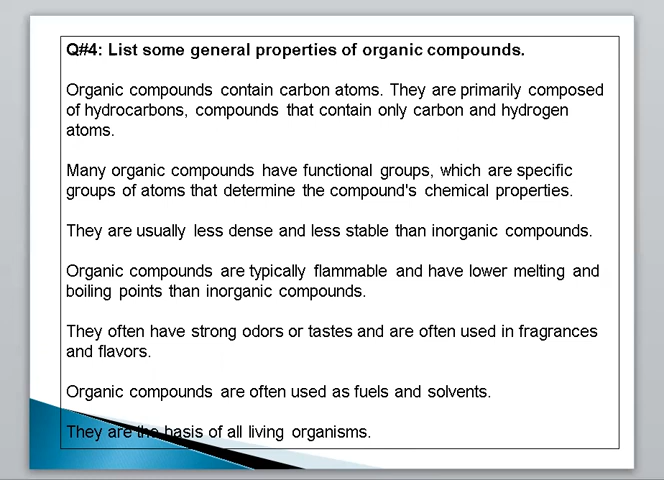 Q#4: List some general properties of organic compounds.
Organic compounds contain carbon atoms. They are primarily composed
of hydrocarbons, compounds that contain only carbon and hydrogen
atoms.
Many organic compounds have functional groups, which are specific
groups of atoms that determine the compound's chemical properties.
They are usually less dense and less stable than inorganic compounds.
Organic compounds are typically flammable and have lower melting and
boiling points than inorganic compounds.
They often have strong odors or tastes and are often used in fragrances
and flavors.
Organic compounds are often used as fuels and solvents.
They are the basis of all living organisms.